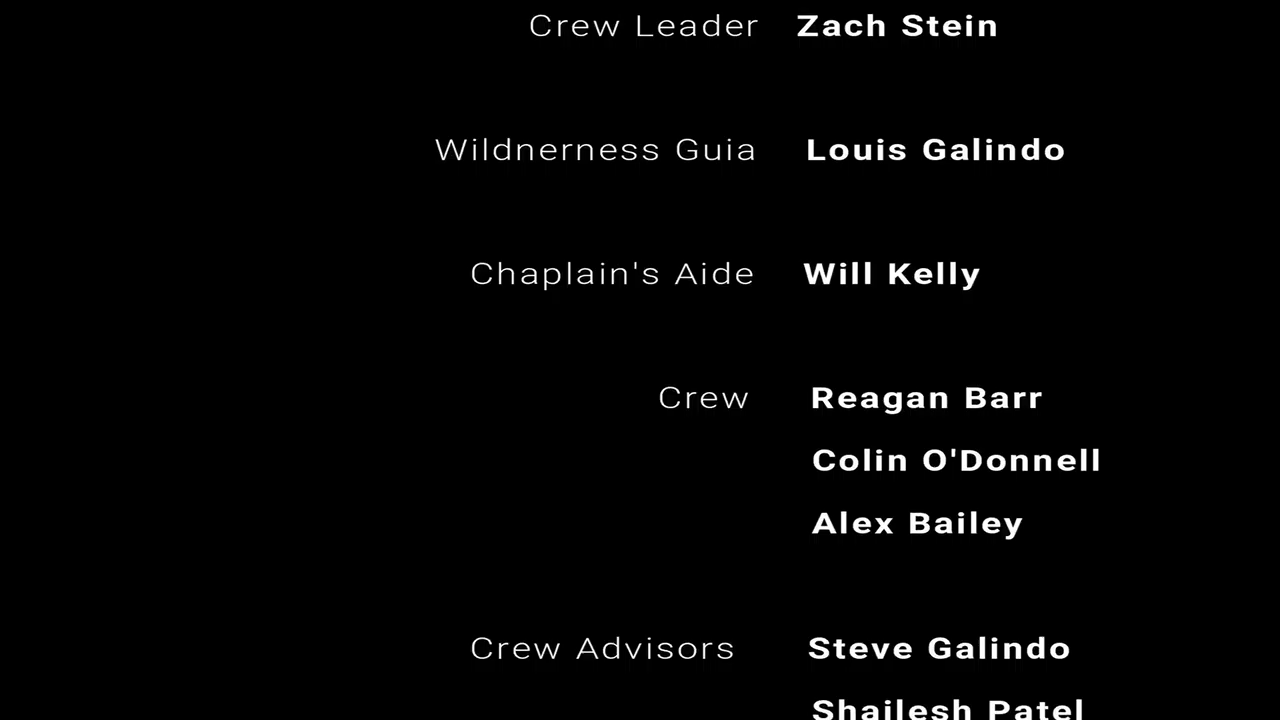 Crew Leader Zach Stein
Wildnerness Guia Louis Galindo
Chaplain's Aide Will Kelly
Crew Reagan Barr
Colin O'Donnell
Alex Bailey
Crew Advisors Steve Galindo
Shailesh Patel